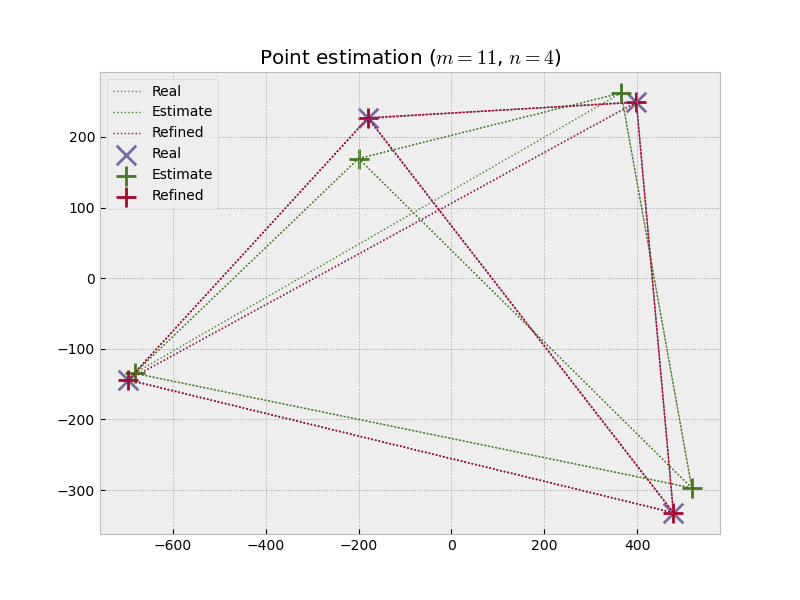 Point estimation (m = 11, n = 4)
Real
Estimate
Refined
Real
Estimate
Refined
200
100
0
−100
−200
−300
−600 −400 −200 0 200 400